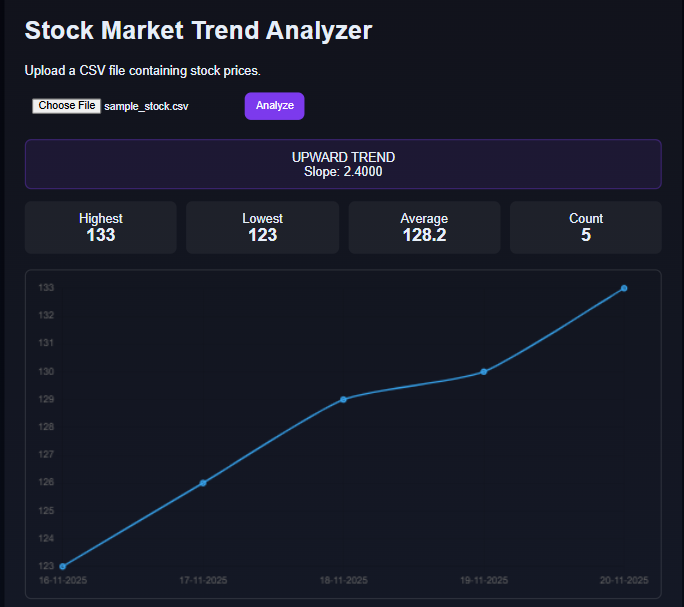 Stock Market Trend Analyzer
Upload a CSV file containing stock prices.
Choose File sample_stock.csv Analyze
UPWARD TREND
Slope: 2.4000
Highest Lowest Average Count
133 123 128.2 5
133
132
131
130
129
128
127
126
125
124
123
16-11-2025 17-11-2025 18-11-2025 19-11-2025 20-11-2025